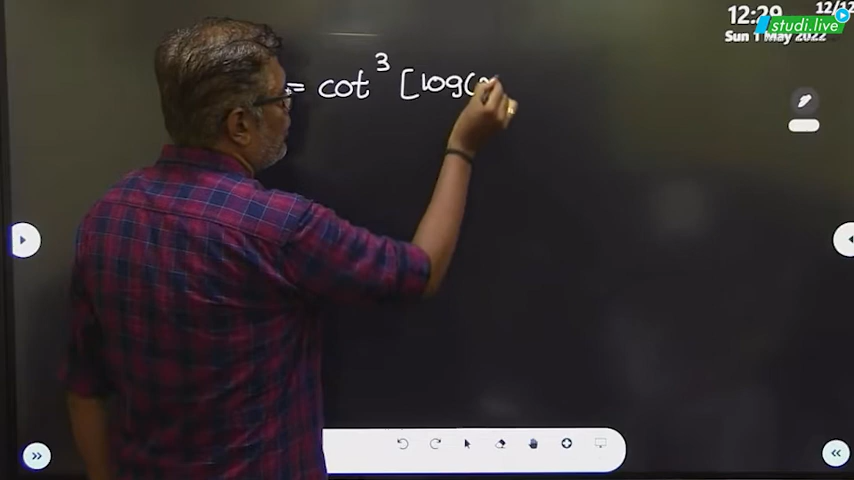 12:29
12/12
studi.live
Sun 1 May 2022
= cot³ [log(